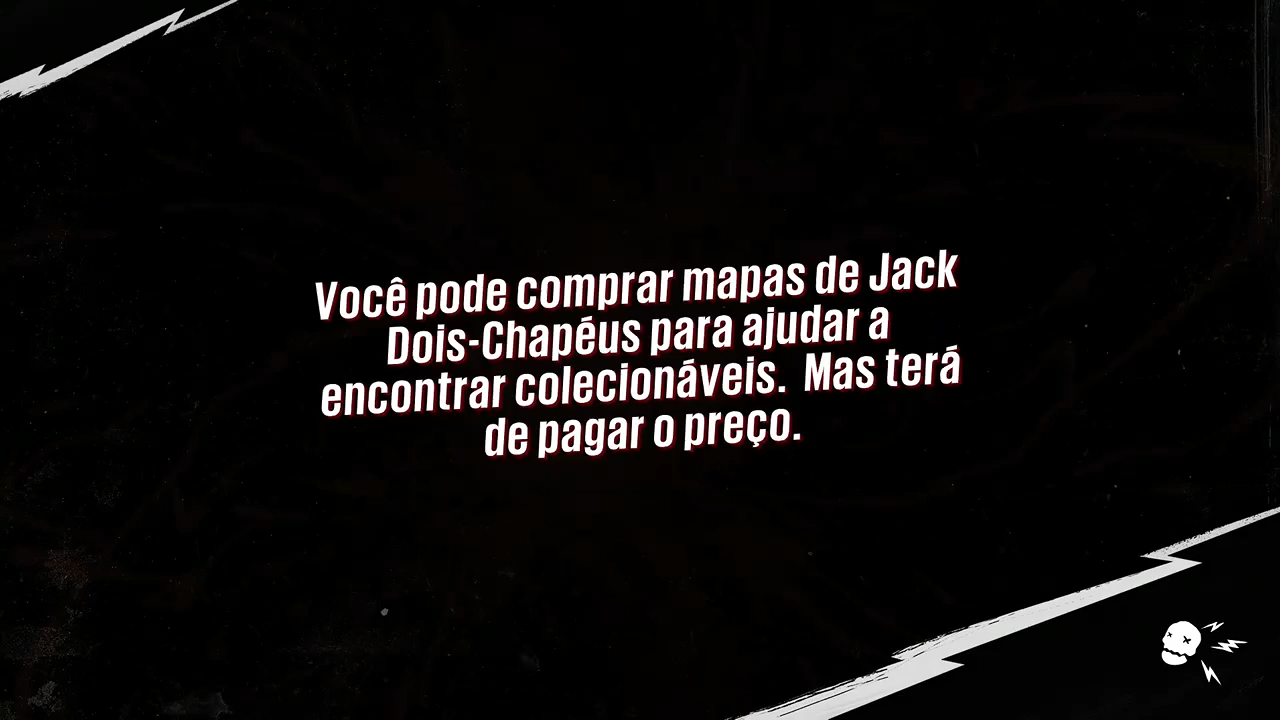 Você pode comprar mapas de Jack
Dois-Chapéus para ajudar a
encontrar colecionáveis.  Mas terá
de pagar o preço.